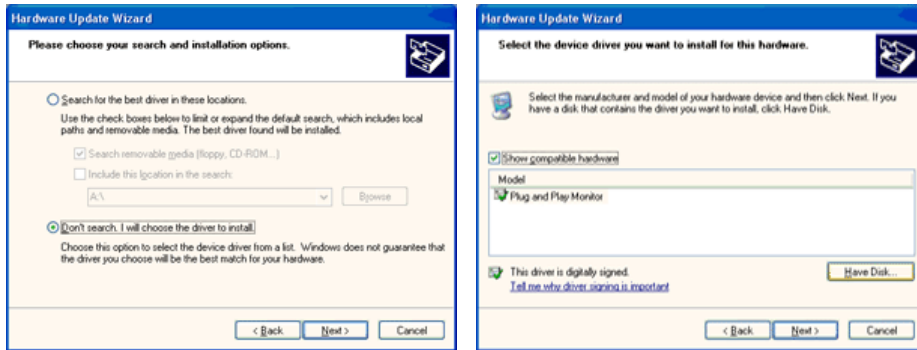 Hardware Update Wizard
Please choose your search and installation options.
Search for the best driver in these locations.
Use the check boxes below to limit or expand the default search, which includes local
paths and removable media. The best driver found will be installed.
Search removable media (floppy, CD-ROM...)
Include this location in the search:
A:\
Browse
Don't search. I will choose the driver to install.
Choose this option to select the device driver from a list. Windows does not guarantee that
the driver you choose will be the best match for your hardware.
< Back
Next >
Cancel
Hardware Update Wizard
Select the device driver you want to install for this hardware.
Select the manufacturer and model of your hardware device and then click Next. If you
have a disk that contains the driver you want to install, click Have Disk.
Show compatible hardware
Model
Plug and Play Monitor
This driver is digitally signed.
Tell me why driver signing is important
Have Disk...
< Back
Next >
Cancel